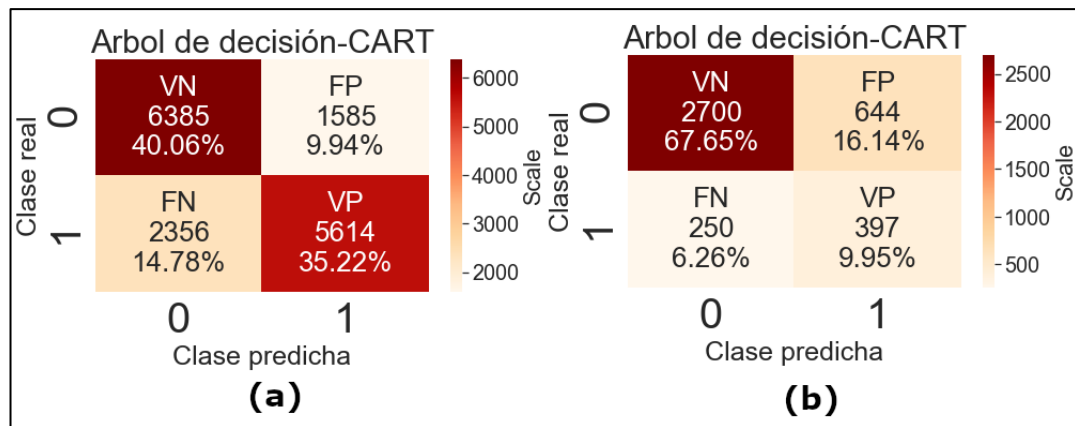 Arbol de decisión-CART
VN
6385
40.06%
FP
1585
9.94%
FN
2356
14.78%
VP
5614
35.22%
0
1
Clase real
0
1
Clase predicha
6000
5000
4000
3000
2000
Scale
(a)
Arbol de decisión-CART
VN
2700
67.65%
FP
644
16.14%
FN
250
6.26%
VP
397
9.95%
0
1
Clase real
0
1
Clase predicha
2500
2000
1500
1000
500
Scale
(b)